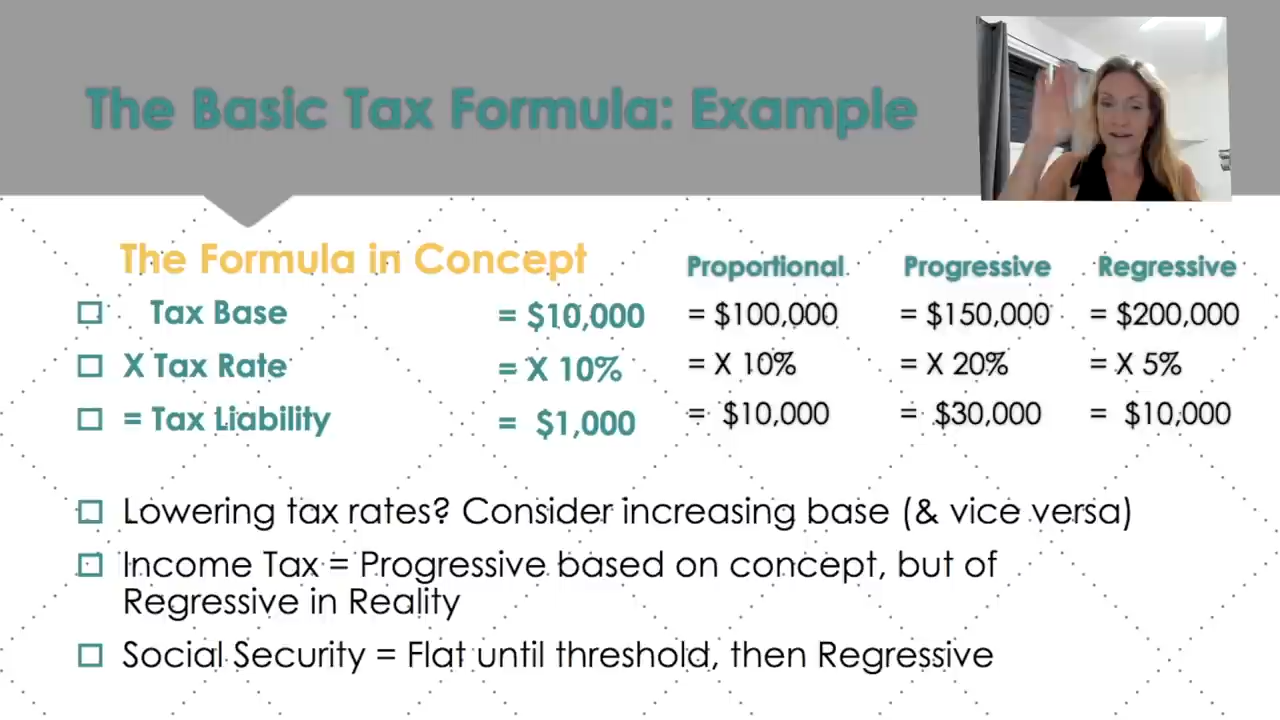 The Basic Tax Formula: Example
The Formula in Concept
Proportional Progressive Regressive
Tax Base = $10,000 = $100,000 = $150,000 = $200,000
X Tax Rate = X 10% = X 10% = X 20% = X 5%
= Tax Liability = $1,000 = $10,000 = $30,000 = $10,000
Lowering tax rates? Consider increasing base (& vice versa)
Income Tax = Progressive based on concept, but of
Regressive in Reality
Social Security = Flat until threshold, then Regressive